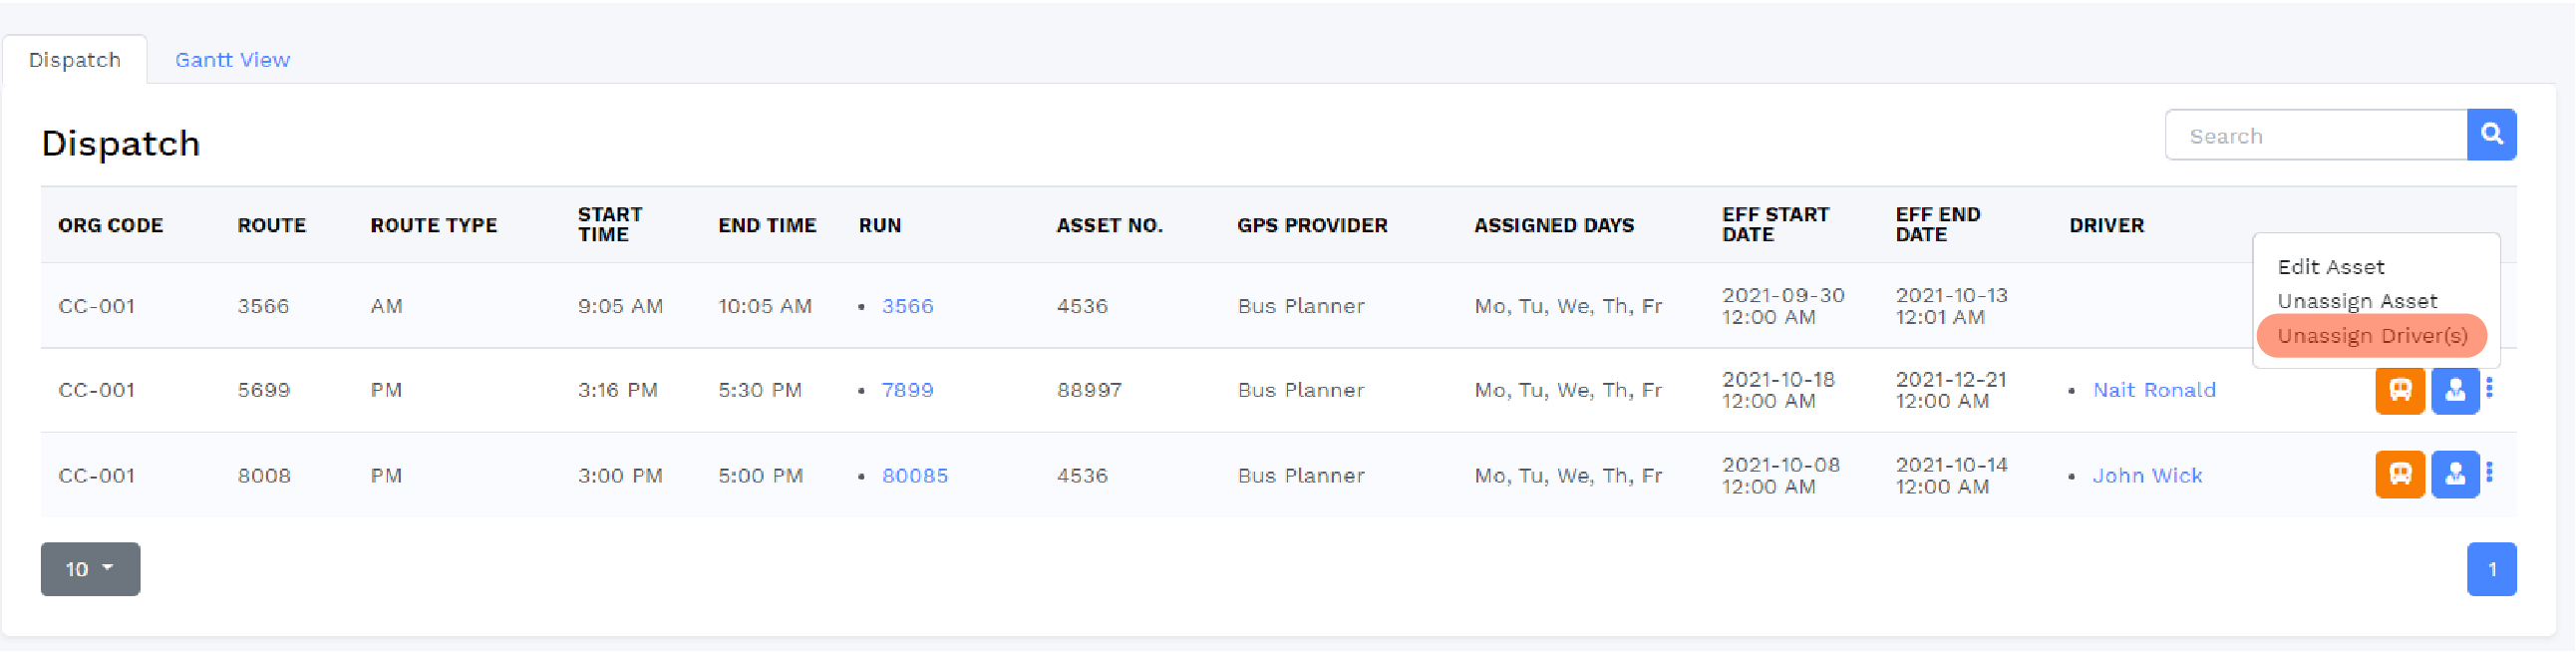 Dispatch Gantt View
Dispatch
Search
ORG CODE ROUTE ROUTE TYPE START TIME END TIME RUN ASSET NO. GPS PROVIDER ASSIGNED DAYS EFF START DATE EFF END DATE DRIVER
Edit Asset
Unassign Asset
Unassign Driver(s)
CC-001 3566 AM 9:05 AM 10:05 AM • 3566 4536 Bus Planner Mo, Tu, We, Th, Fr 2021-09-30 12:00 AM 2021-10-13 12:01 AM
CC-001 5699 PM 3:16 PM 5:30 PM • 7899 88997 Bus Planner Mo, Tu, We, Th, Fr 2021-10-18 12:00 AM 2021-12-21 12:00 AM • Nait Ronald
CC-001 8008 PM 3:00 PM 5:00 PM • 80085 4536 Bus Planner Mo, Tu, We, Th, Fr 2021-10-08 12:00 AM 2021-10-14 12:00 AM • John Wick
10 1